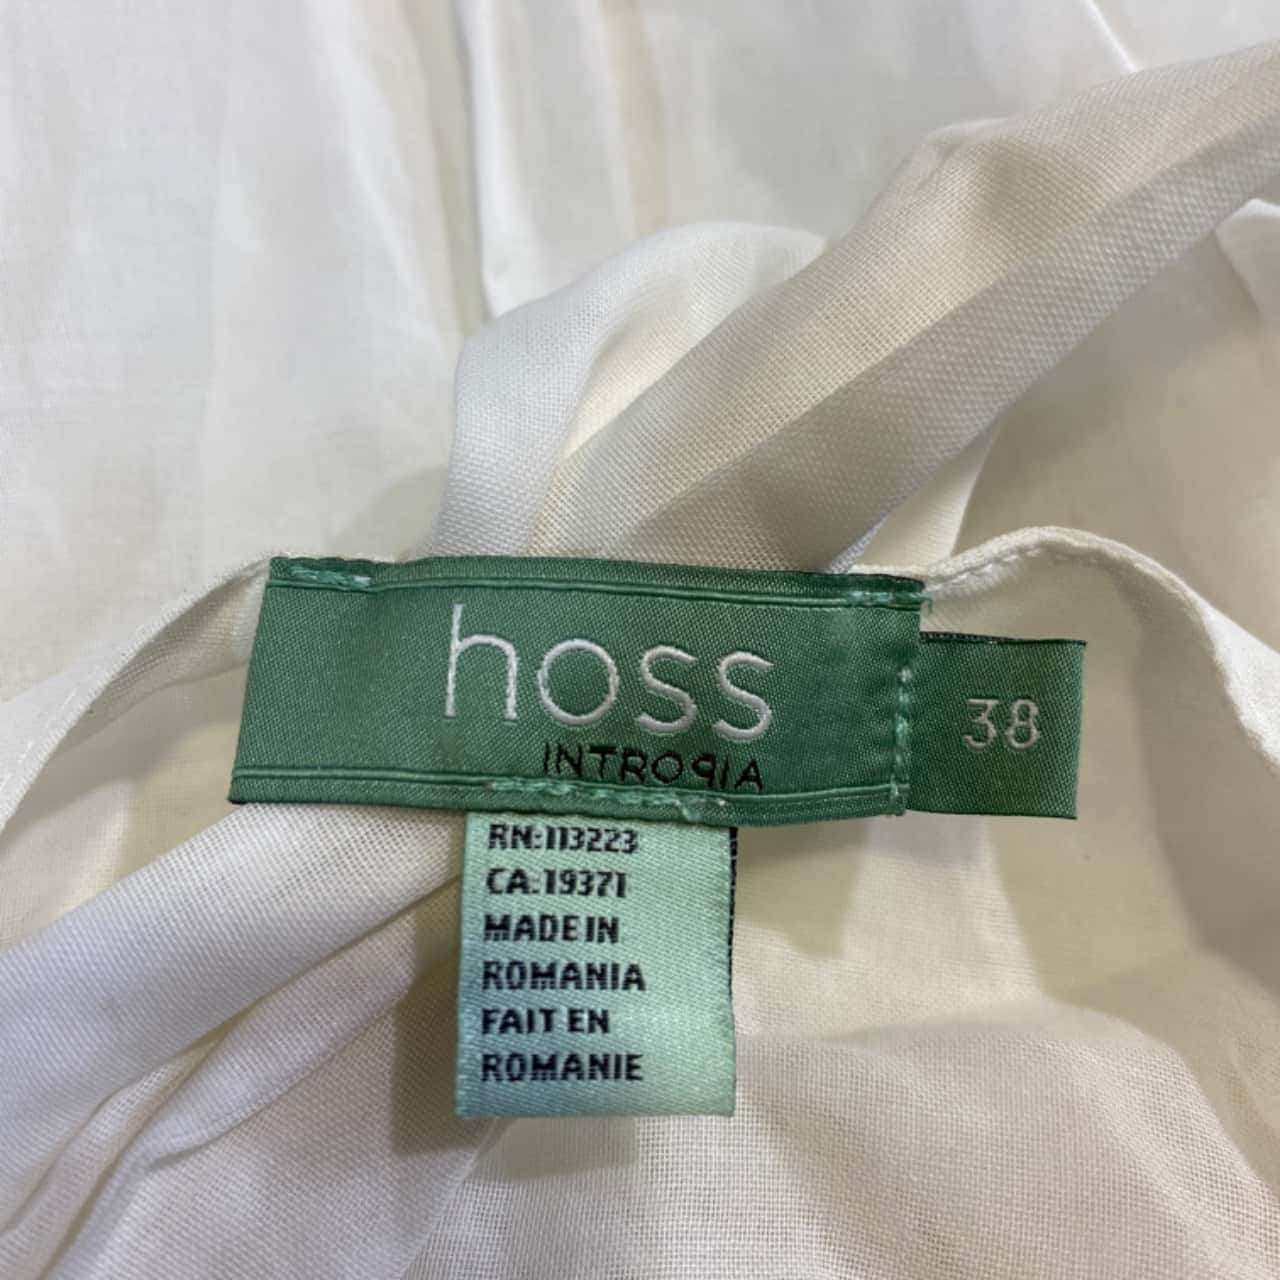 hoss
INTROPIA
38
RN:113223
CA:19371
MADE IN
ROMANIA
FAIT EN
ROMANIE